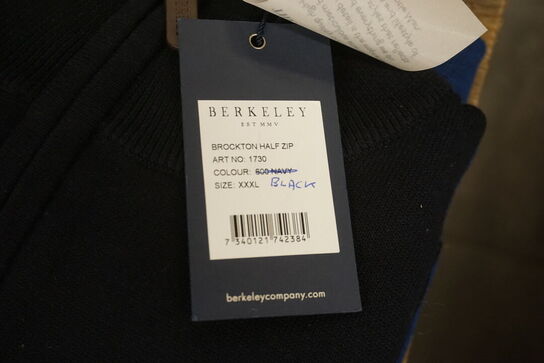 BERKELEY
EST MMV
BROCKTON HALF ZIP
ART NO: 1730
COLOUR: 600 NAVY
SIZE: XXXL BLACK
7 340121 742384
berkeleycompany.com